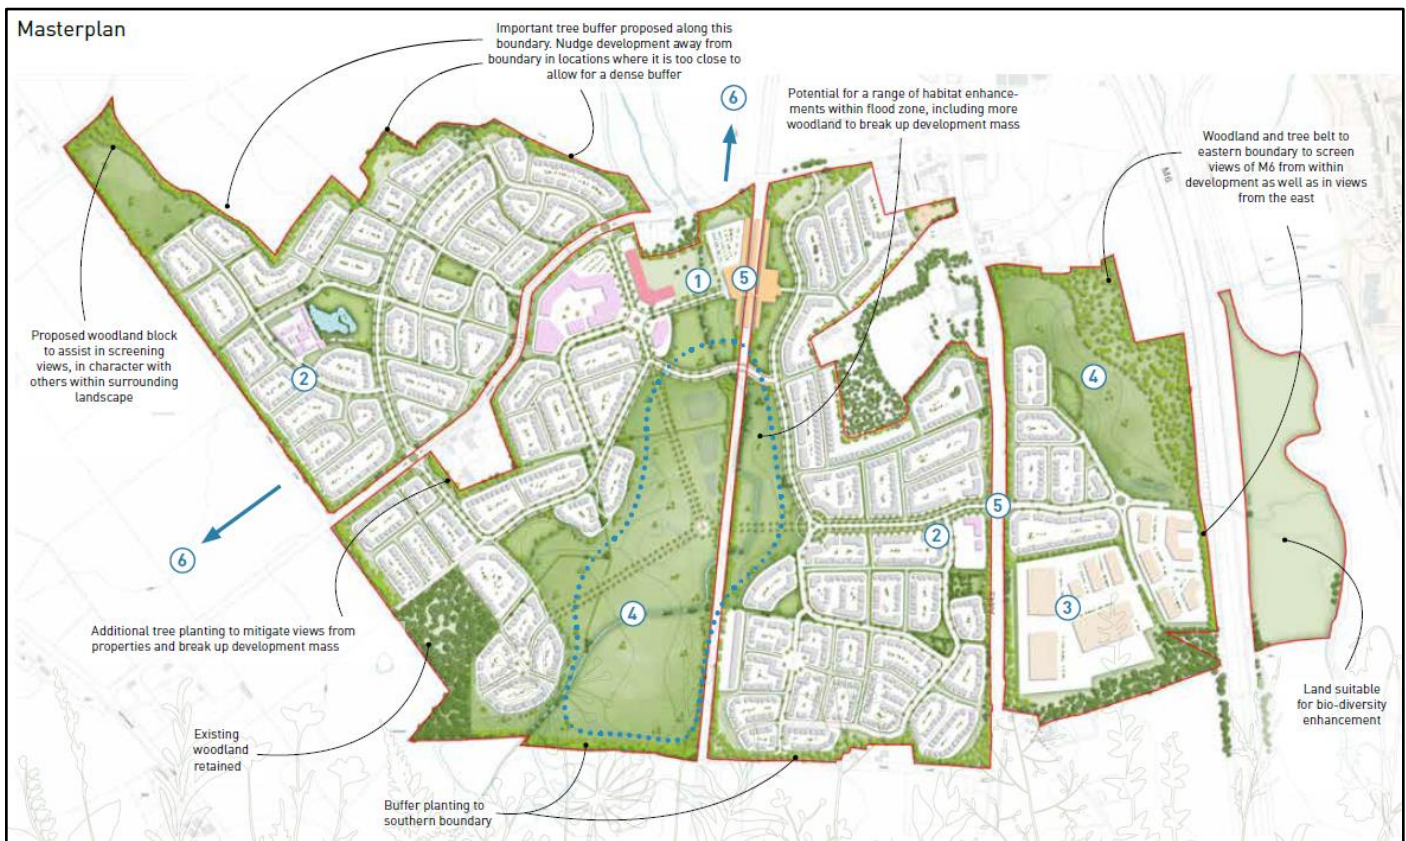 Masterplan
Important tree buffer proposed along this
boundary. Nudge development away from
boundary in locations where it is too close to
allow for a dense buffer
6
Potential for a range of habitat enhance-
ments within flood zone, including more
woodland to break up development mass
Woodland and tree belt to
eastern boundary to screen
views of M6 from within
development as well as in views
from the east
M6
1
5
Proposed woodland block
to assist in screening
views, in character with
others within surrounding
landscape
2
4
5
2
6
3
4
Additional tree planting to mitigate views from
properties and break up development mass
Existing
woodland
retained
Land suitable
for bio-diversity
enhancement
Buffer planting to
southern boundary